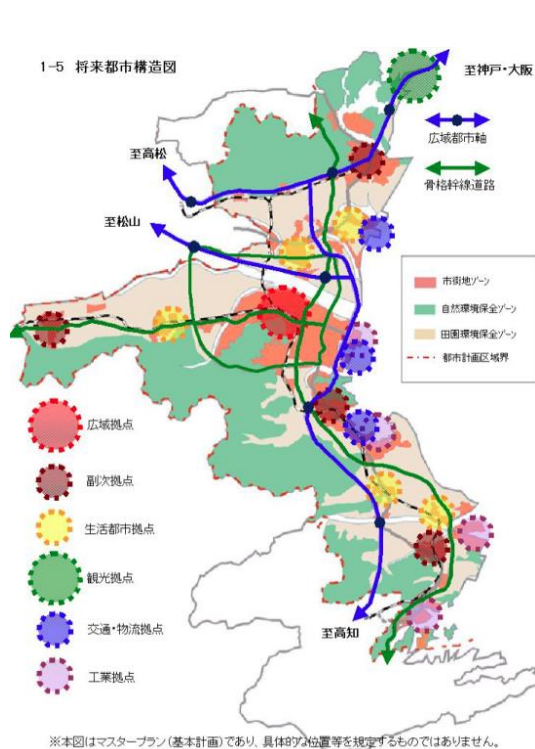 1-5 将来都市構造図
至神戸・大阪
広域都市軸
至高松
骨格幹線道路
至松山
市街地ゾーン
自然環境保全ゾーン
田園環境保全ゾーン
都市計画区域界
広域拠点
副次拠点
生活都市拠点
観光拠点
交通・物流拠点
至高知
工業拠点
※本図はマスタープラン(基本計画)であり、具体的な位置等を規定するものではありません。